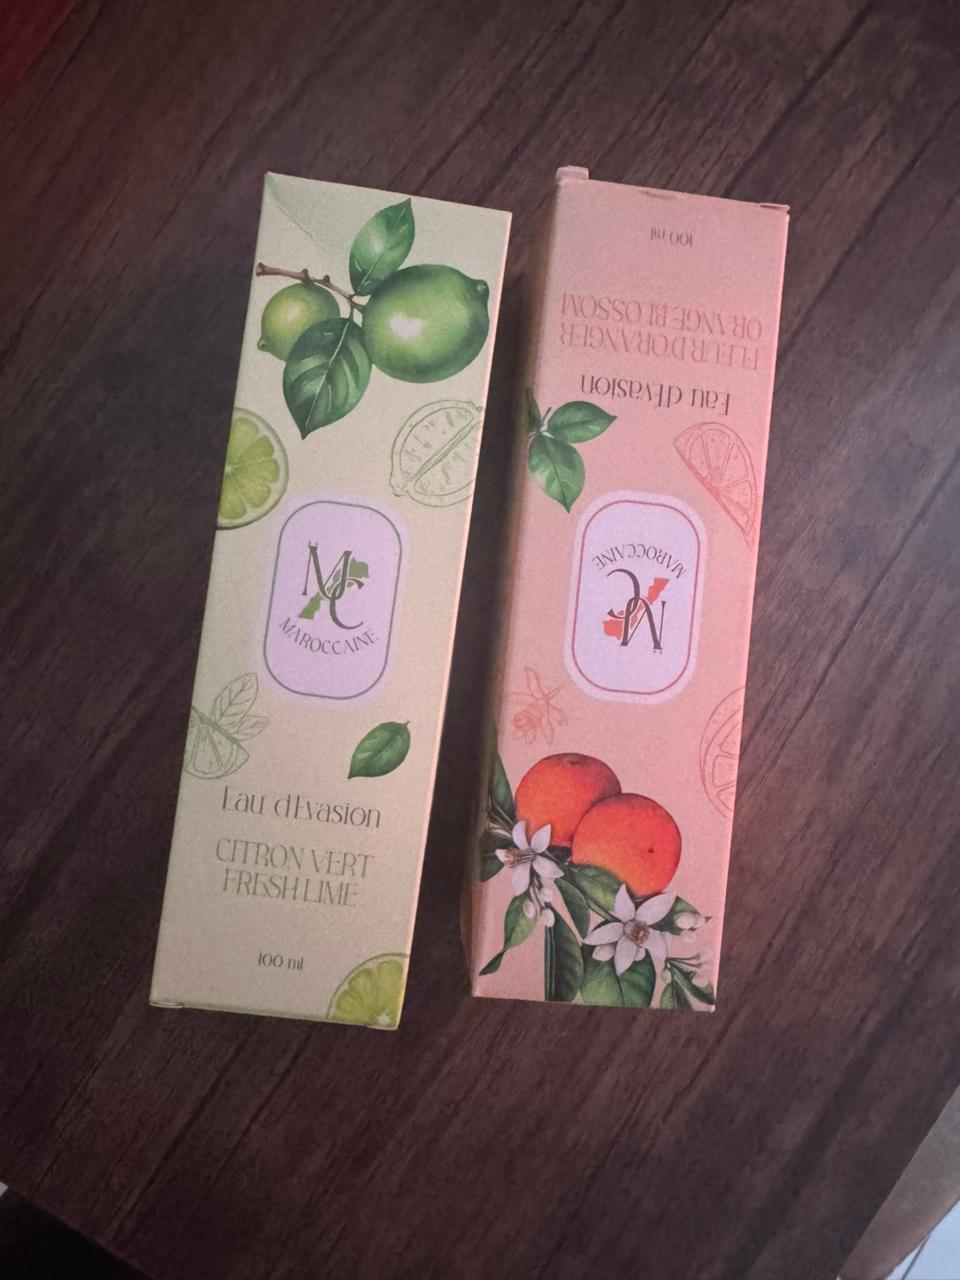 MC
MAROCCAINE
Eau d'Evasion
CITRON VERT
FRESH LIME
100 ml
MC
MAROCCAINE
Eau d'Evasion
FLEUR D'ORANGER
ORANGE BLOSSOM
100 ml